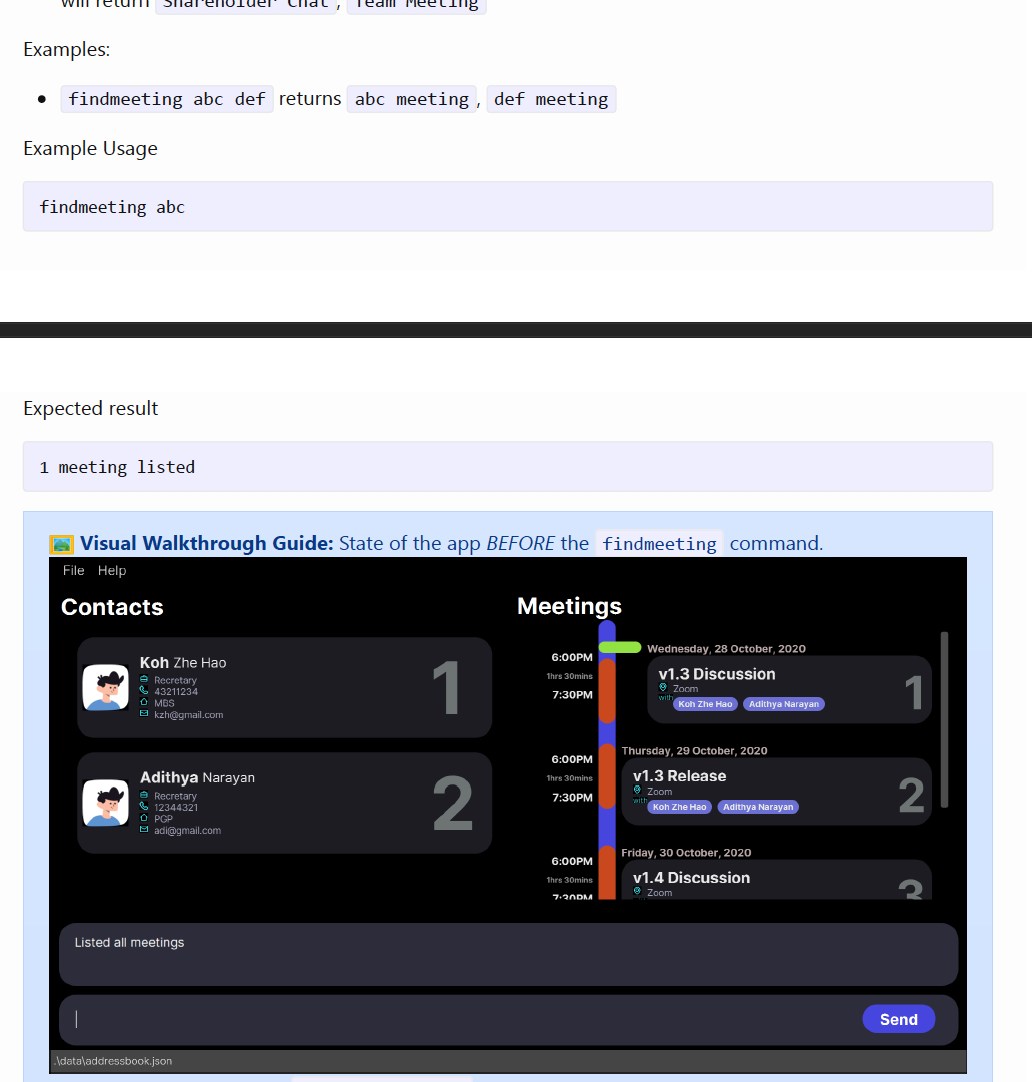 will return Shareholder Chat, Team Meeting
Examples:
findmeeting abc def returns abc meeting, def meeting
Example Usage
findmeeting abc
Expected result
1 meeting listed
Visual Walkthrough Guide: State of the app BEFORE the findmeeting command.
File Help
Contacts
Koh Zhe Hao
Recretary
43211234
MBS
kzh@gmail.com
1
Adithya Narayan
Recretary
12344321
PGP
adi@gmail.com
2
Meetings
Wednesday, 28 October, 2020
6:00PM
1hrs 30mins
7:30PM
v1.3 Discussion
Zoom
with Koh Zhe Hao Adithya Narayan
1
Thursday, 29 October, 2020
6:00PM
1hrs 30mins
7:30PM
v1.3 Release
Zoom
with Koh Zhe Hao Adithya Narayan
2
Friday, 30 October, 2020
6:00PM
1hrs 30mins
7:30PM
v1.4 Discussion
Zoom
3
Listed all meetings
Send
.\data\addressbook.json